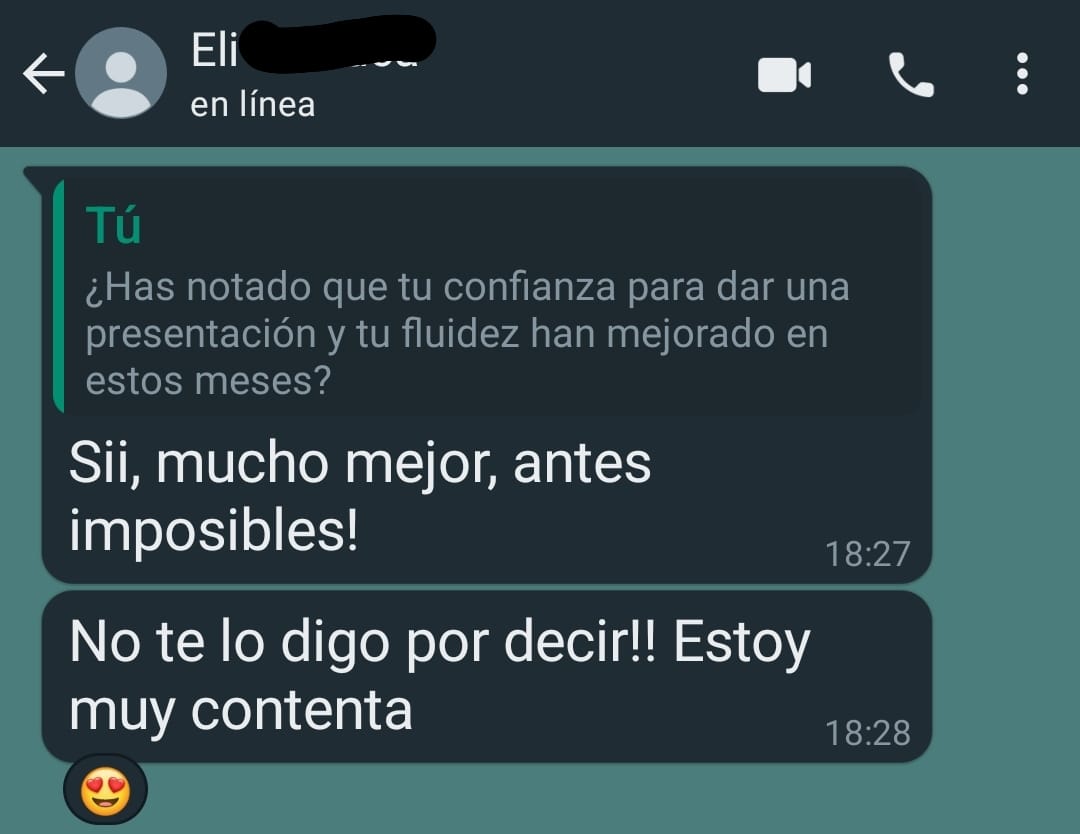 Eli
en línea
Tú
¿Has notado que tu confianza para dar una
presentación y tu fluidez han mejorado en
estos meses?
Sii, mucho mejor, antes
imposibles!
18:27
No te lo digo por decir!! Estoy
muy contenta
18:28